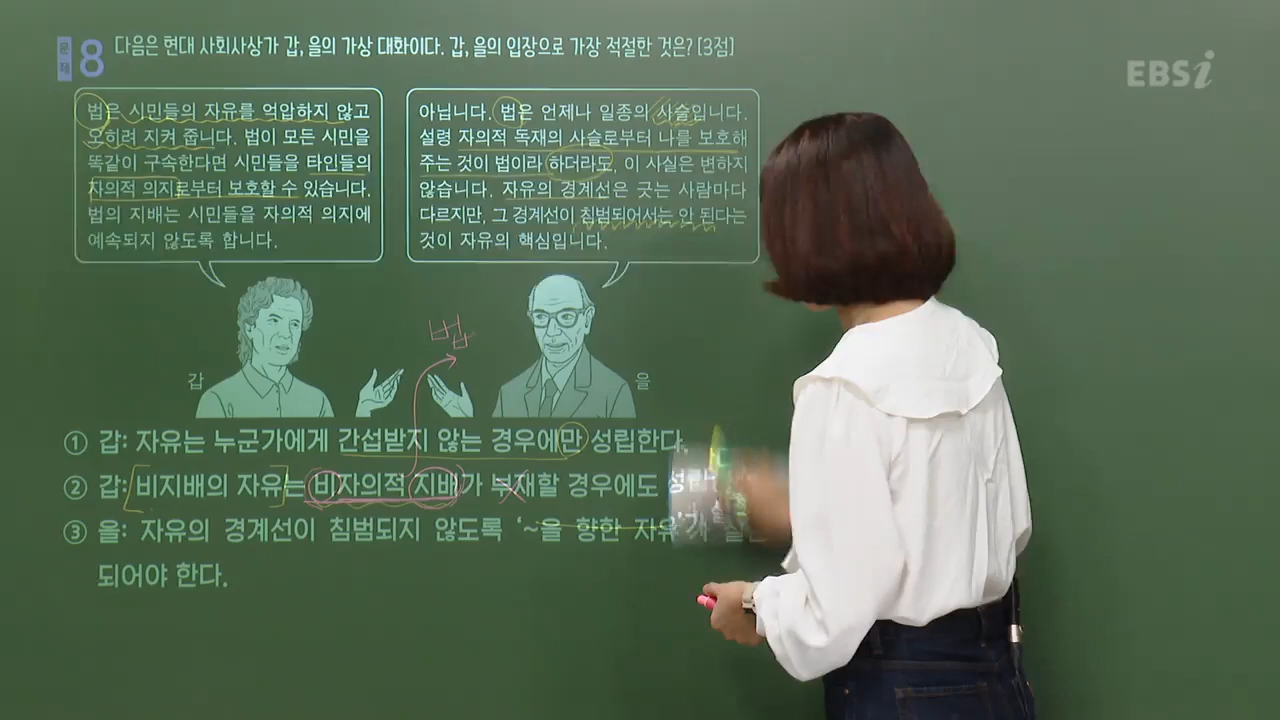 문제 8
다음은 현대 사회사상가 갑, 을의 가상 대화이다. 갑, 을의 입장으로 가장 적절한 것은? [3점]
EBSi
법은 시민들의 자유를 억압하지 않고
오히려 지켜 줍니다. 법이 모든 시민을
똑같이 구속한다면 시민들을 타인들의
자의적 의지로부터 보호할 수 있습니다.
법의 지배는 시민들을 자의적 의지에
예속되지 않도록 합니다.
아닙니다. 법은 언제나 일종의 사슬입니다.
설령 자의적 독재의 사슬로부터 나를 보호해
주는 것이 법이라 하더라도, 이 사실은 변하지
않습니다. 자유의 경계선은 긋는 사람마다
다르지만, 그 경계선이 침범되어서는 안 된다는
것이 자유의 핵심입니다.
법
갑
을
① 갑: 자유는 누군가에게 간섭받지 않는 경우에만 성립한다.
② 갑: 비지배의 자유는 비자의적 지배가 부재할 경우에도
③ 을: 자유의 경계선이 침범되지 않도록 '~을 향한 자유'가
되어야 한다.